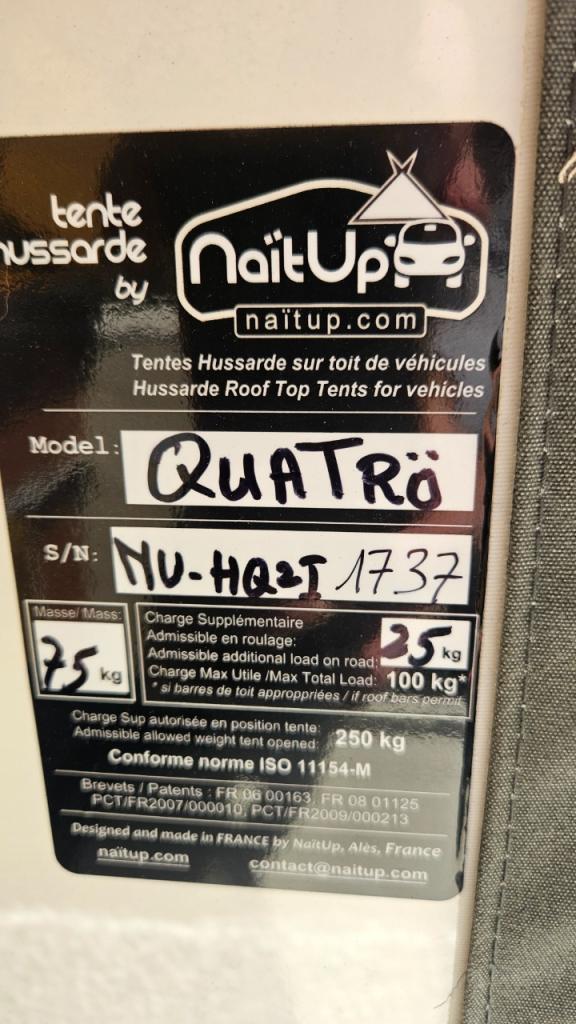 tente
hussarde
by
NaïtUp
naïtup.com
Tentes Hussarde sur toit de véhicules
Hussarde Roof Top Tents for vehicles
Model: QUATRö
S/N: NU-HQ2I 1737
Masse/ Mass:
75 kg
Charge Supplémentaire
Admissible en roulage:
Admissible additional load on road: 25 kg
Charge Max Utile /Max Total Load: 100 kg*
* si barres de toit approppriées / if roof bars permit
Charge Sup autorisée en position tente:
Admissible allowed weight tent opened: 250 kg
Conforme norme ISO 11154-M
Brevets / Patents : FR 06 00163, FR 08 01125
PCT/FR2007/000010, PCT/FR2009/000213
Designed and made in FRANCE by NaïtUp, Alès, France
naïtup.com contact@naitup.com